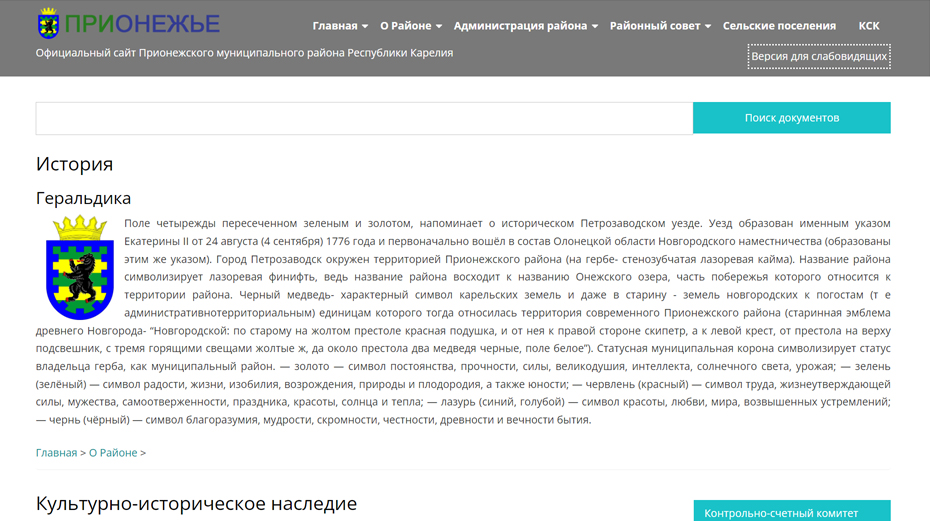 ПРИОНЕЖЬЕ
Главная О Районе Администрация района Районный совет Сельские поселения КСК
Официальный сайт Прионежского муниципального района Республики Карелия
Версия для слабовидящих
Поиск документов
История
Геральдика
Поле четырежды пересеченном зеленым и золотом, напоминает о историческом Петрозаводском уезде. Уезд образован именным указом
Екатерины II от 24 августа (4 сентября) 1776 года и первоначально вошёл в состав Олонецкой области Новгородского наместничества (образованы
этим же указом). Город Петрозаводск окружен территорией Прионежского района (на гербе- стенозубчатая лазоревая кайма). Название района
символизирует лазоревая финифть, ведь название района восходит к названию Онежского озера, часть побережья которого относится к
территории района. Черный медведь- характерный символ карельских земель и даже в старину - земель новгородских к погостам (т е
административнотерриториальным) единицам которого тогда относилась территория современного Прионежского района (старинная эмблема
древнего Новгорода- “Новгородской: по старому на жолтом престоле красная подушка, и от нея к правой стороне скипетр, а к левой крест, от престола на верху
подсвешник, с тремя горящими свещами жолтые ж, да около престола два медведя черные, поле белое”). Статусная муниципальная корона символизирует статус
владельца герба, как муниципальный район. — золото — символ постоянства, прочности, силы, великодушия, интеллекта, солнечного света, урожая; — зелень
(зелёный) — символ радости, жизни, изобилия, возрождения, природы и плодородия, а также юности; — червлень (красный) — символ труда, жизнеутверждающей
силы, мужества, самоотверженности, праздника, красоты, солнца и тепла; — лазурь (синий, голубой) — символ красоты, любви, мира, возвышенных устремлений;
— чернь (чёрный) — символ благоразумия, мудрости, скромности, честности, древности и вечности бытия.
Главная > О Районе >
Культурно-историческое наследие
Контрольно-счетный комитет